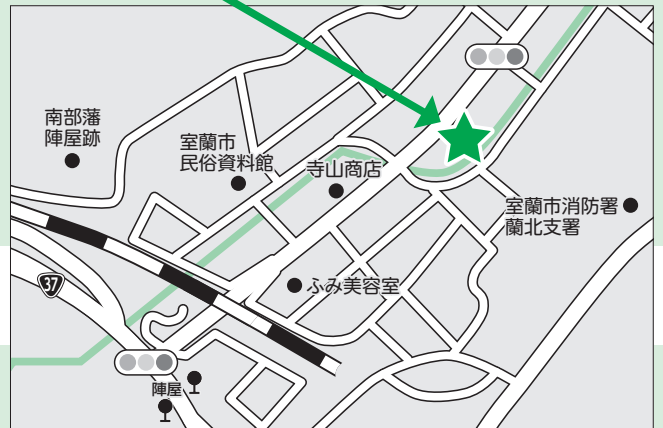 南部藩
陣屋跡
室蘭市
民俗資料館
寺山商店
室蘭市消防署
蘭北支署
ふみ美容室
37
陣屋